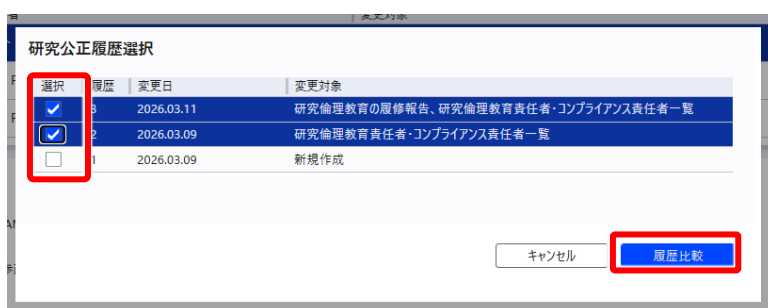 変更対象
研究公正履歴選択
選択 履歴 変更日 変更対象
3 2026.03.11 研究倫理教育の履修報告、研究倫理教育責任者・コンプライアンス責任者一覧
2 2026.03.09 研究倫理教育責任者・コンプライアンス責任者一覧
1 2026.03.09 新規作成
キャンセル 履歴比較